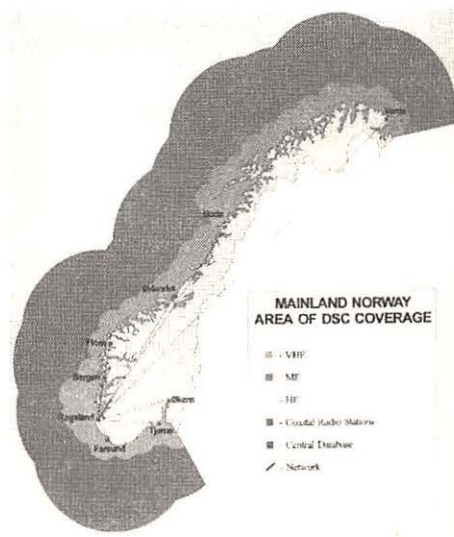 Bodø
Ørlandet
Florø
Bergen
Rogaland
Økern
Tjøme
Farsund
MAINLAND NORWAY
AREA OF DSC COVERAGE
- VHF
- MF
- HF
- Coastal Radio Stations
- Central Database
- Network